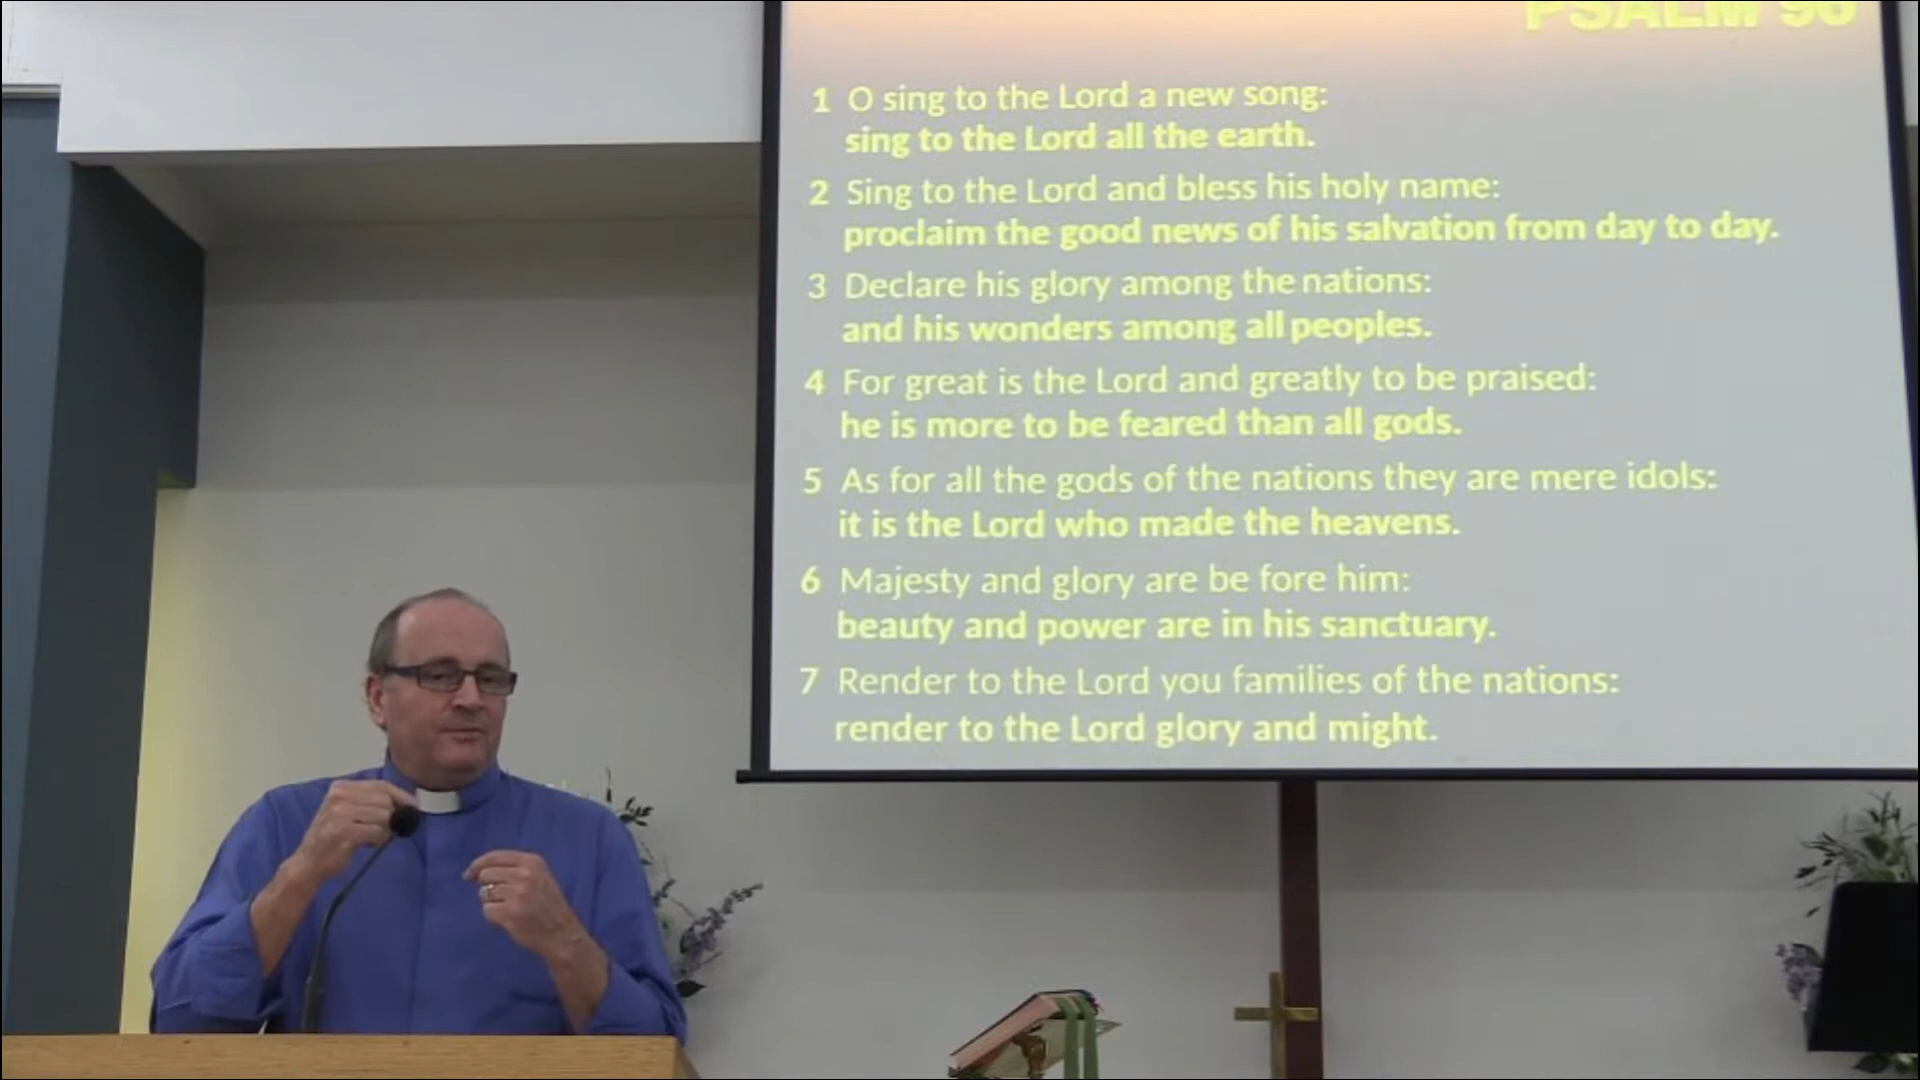 PSALM 96
1 O sing to the Lord a new song:
sing to the Lord all the earth.
2 Sing to the Lord and bless his holy name:
proclaim the good news of his salvation from day to day.
3 Declare his glory among the nations:
and his wonders among all peoples.
4 For great is the Lord and greatly to be praised:
he is more to be feared than all gods.
5 As for all the gods of the nations they are mere idols:
it is the Lord who made the heavens.
6 Majesty and glory are be fore him:
beauty and power are in his sanctuary.
7 Render to the Lord you families of the nations:
render to the Lord glory and might.